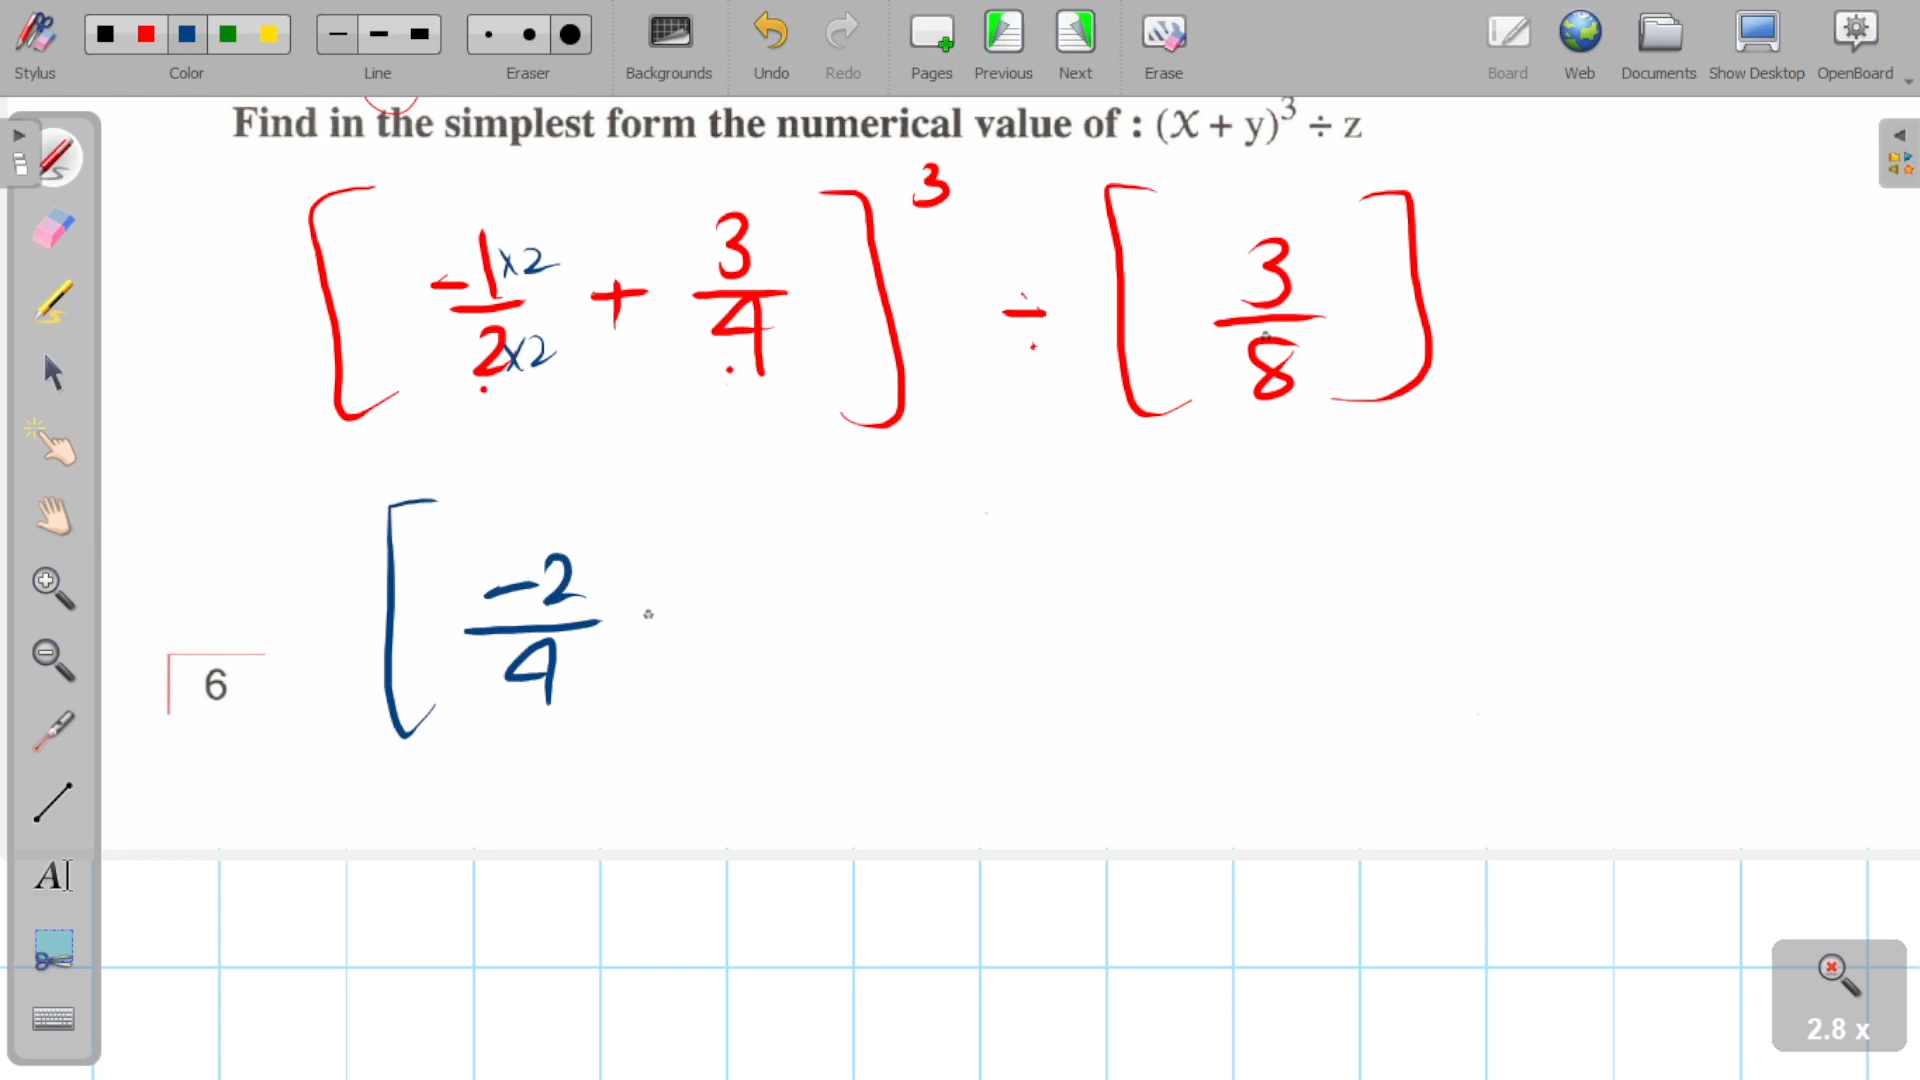 Stylus Color Line Eraser Backgrounds Undo Redo Pages Previous Next Erase Board Web Documents Show Desktop OpenBoard
Find in the simplest form the numerical value of : (x + y)³ ÷ z
[ -1×2/2×2 + 3/4 ]³ ÷ [ 3/8 ]
[ -2/4
6
A
2.8 x